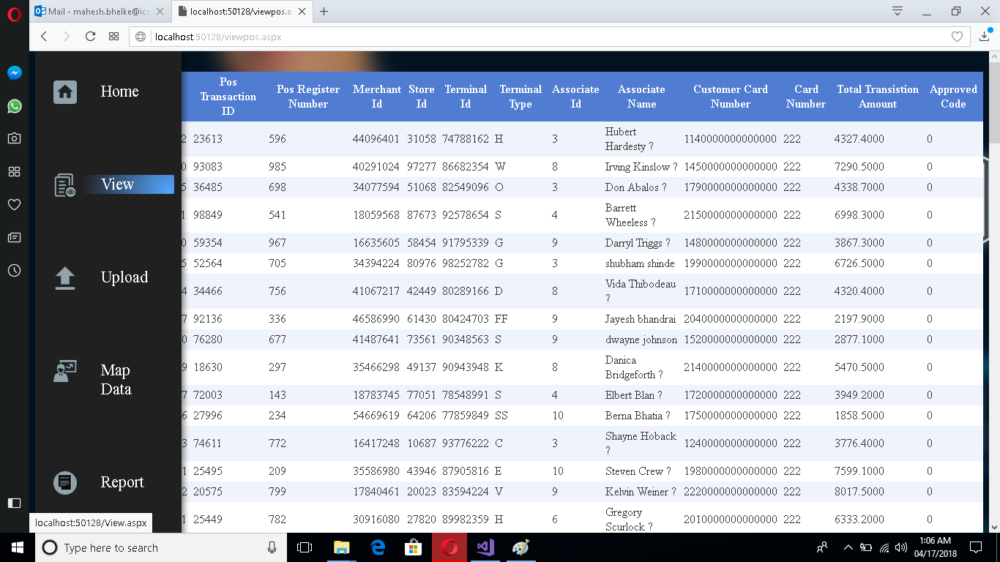 Mail - mahesh.bhelke@icc
localhost:50128/viewpos.a
localhost:50128/viewpos.aspx
Home
View
Upload
Map
Data
Report
Pos Transaction ID Pos Register Number Merchant Id Store Id Terminal Id Terminal Type Associate Id Associate Name Customer Card Number Card Number Total Transistion Amount Approved Code
2 23613 596 44096401 31058 74788162 H 3 Hubert Hardesty ? 1140000000000000 222 4327.4000 0
0 93083 985 40291024 97277 86682354 W 8 Irving Kinslow ? 1450000000000000 222 7290.5000 0
5 36485 698 34077594 51068 82549096 O 3 Don Abalos ? 1790000000000000 222 4338.7000 0
1 98849 541 18059568 87673 92578654 S 4 Barrett Wheeless ? 2150000000000000 222 6998.3000 0
0 59354 967 16635605 58454 91795339 G 9 Darryl Triggs ? 1480000000000000 222 3867.3000 0
5 52564 705 34394224 80976 98252782 G 3 shubham shinde 1990000000000000 222 6726.5000 0
4 34466 756 41067217 42449 80289166 D 8 Vida Thibodeau ? 1710000000000000 222 4320.4000 0
7 92136 336 46586990 61430 80424703 FF 9 Jayesh bhandrai 2040000000000000 222 2197.9000 0
0 76280 677 41487641 73561 90348563 S 9 dwayne johnson 1520000000000000 222 2877.1000 0
9 18630 297 35466298 49137 90943948 K 8 Danica Bridgeforth ? 2140000000000000 222 5470.5000 0
7 72003 143 18783745 77051 78548991 S 4 Elbert Blan ? 1720000000000000 222 3949.2000 0
6 27996 234 54669619 64206 77859849 SS 10 Berna Bhatia ? 1750000000000000 222 1858.5000 0
3 74611 772 16417248 10687 93776222 C 3 Shayne Hoback ? 1240000000000000 222 3776.4000 0
1 25495 209 35586980 43946 87905816 E 10 Steven Crew ? 1980000000000000 222 7599.1000 0
2 20575 799 17840461 20023 83594224 V 9 Kelvin Weiner ? 2220000000000000 222 8017.5000 0
1 25449 782 30916080 27820 89982359 H 6 Gregory Scurlock ? 2010000000000000 222 6333.2000 0
localhost:50128/View.aspx
Type here to search
1:06 AM
04/17/2018